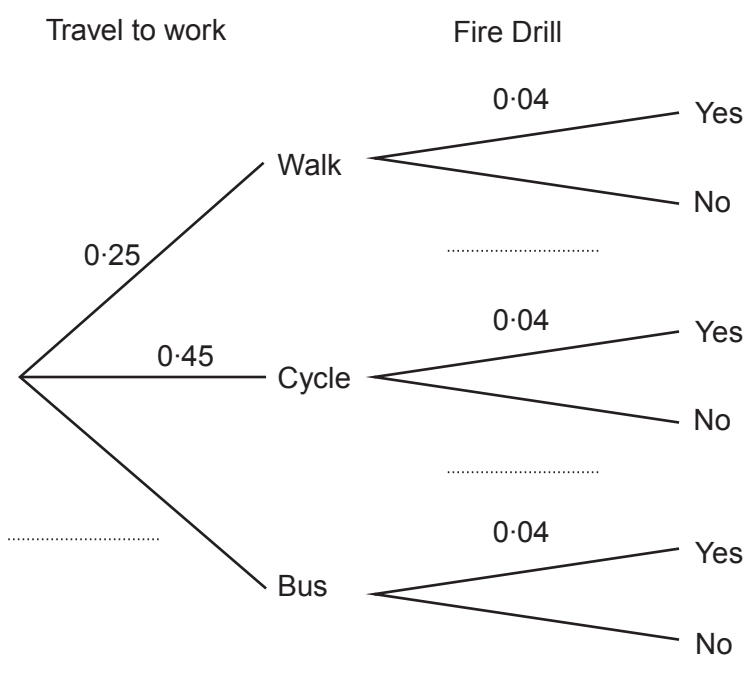 Travel to work
Fire Drill
0·04
Yes
Walk
No
0·25
0·04
Yes
0·45
Cycle
No
0·04
Yes
Bus
No